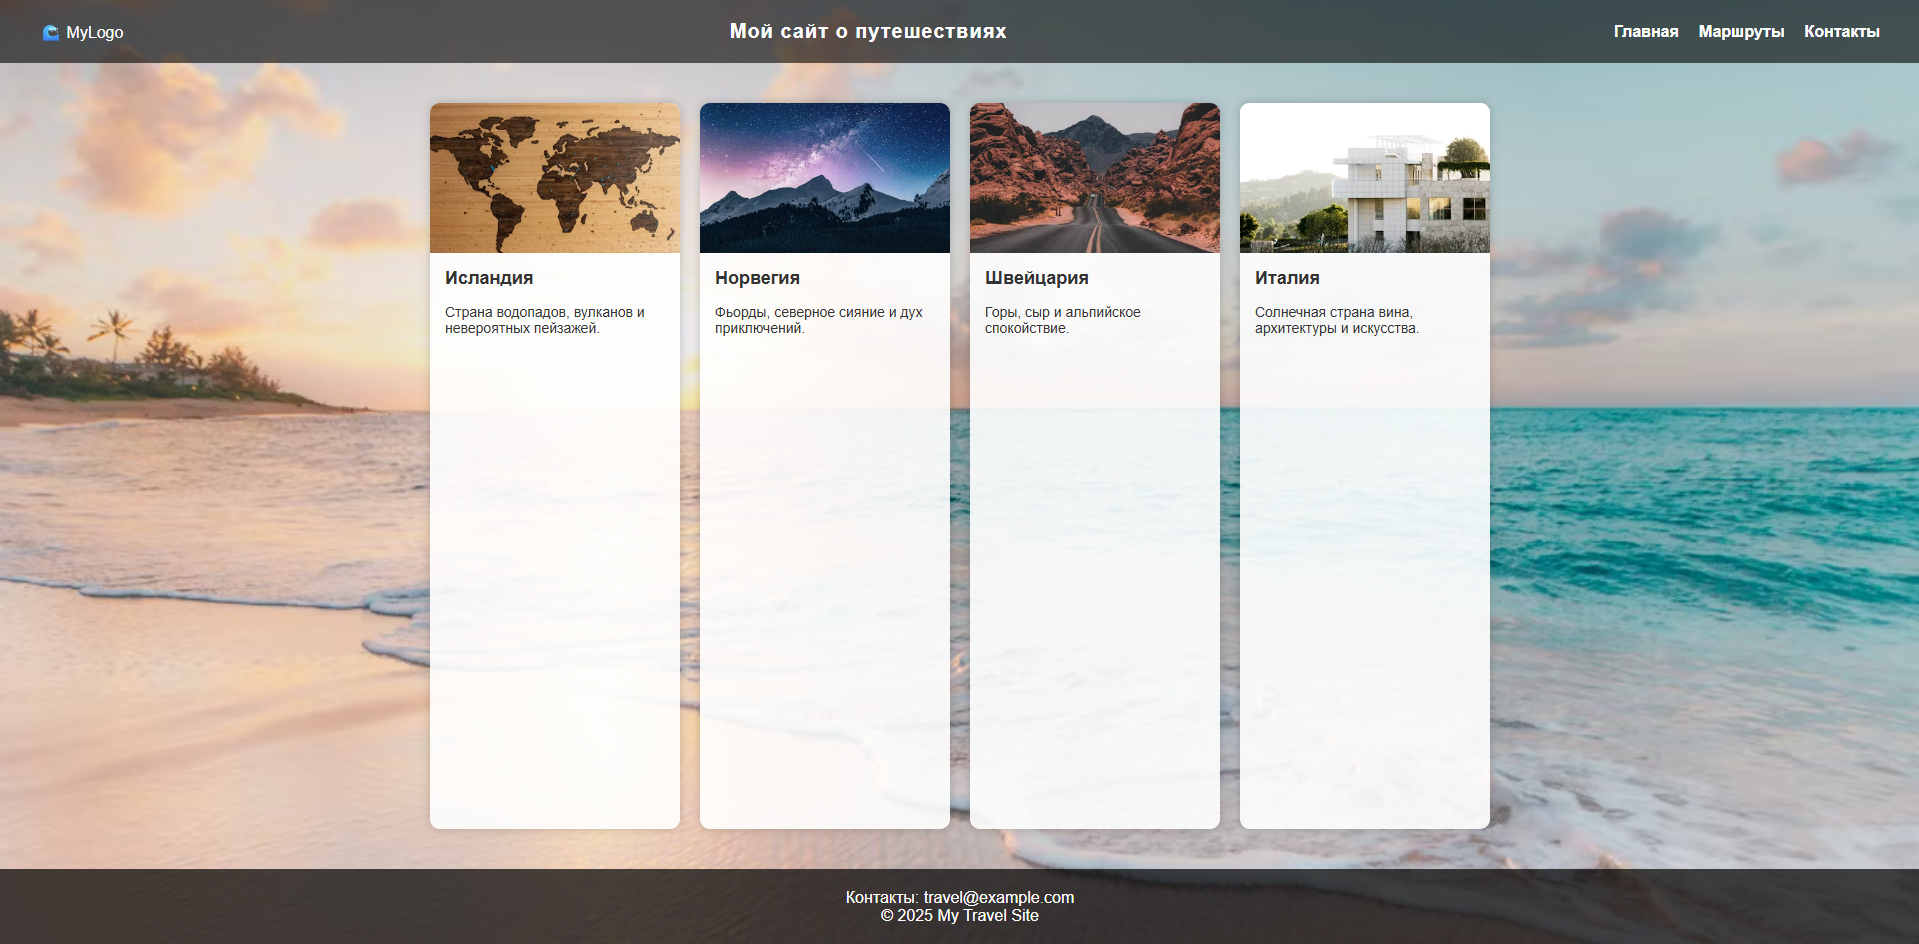 MyLogo
Мой сайт о путешествиях
Главная Маршруты Контакты
Исландия
Страна водопадов, вулканов и
невероятных пейзажей.
Норвегия
Фьорды, северное сияние и дух
приключений.
Швейцария
Горы, сыр и альпийское
спокойствие.
Италия
Солнечная страна вина,
архитектуры и искусства.
Контакты: travel@example.com
© 2025 My Travel Site